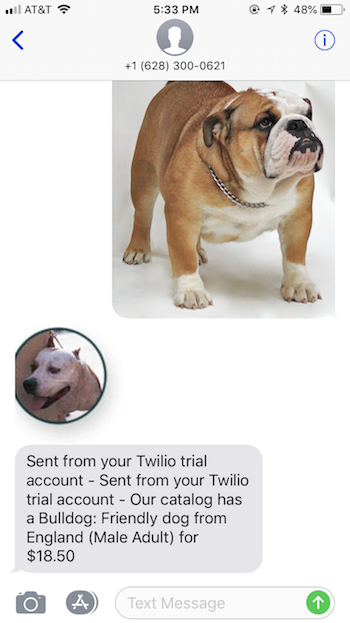 AT&T 5:33 PM 48%
+1 (628) 300-0621
Sent from your Twilio trial
account - Sent from your Twilio
trial account - Our catalog has
a Bulldog: Friendly dog from
England (Male Adult) for
$18.50
Text Message